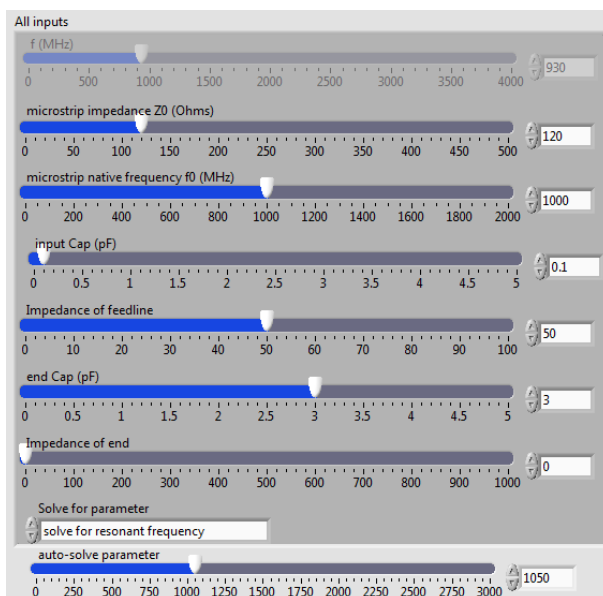 All inputs
f (MHz)
0 500 1000 1500 2000 2500 3000 3500 4000
930
microstrip impedance Z0 (Ohms)
0 50 100 150 200 250 300 350 400 450 500
120
microstrip native frequency f0 (MHz)
0 200 400 600 800 1000 1200 1400 1600 1800 2000
1000
input Cap (pF)
0 0.5 1 1.5 2 2.5 3 3.5 4 4.5 5
0.1
Impedance of feedline
0 10 20 30 40 50 60 70 80 90 100
50
end Cap (pF)
0 0.5 1 1.5 2 2.5 3 3.5 4 4.5 5
3
Impedance of end
0 100 200 300 400 500 600 700 800 900 1000
0
Solve for parameter
solve for resonant frequency
auto-solve parameter
0 250 500 750 1000 1250 1500 1750 2000 2250 2500 2750 3000
1050